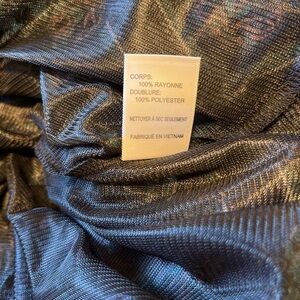 CORPS:
100% RAYONNE
DOUBLURE:
100% POLYESTER
NETTOYER À SEC SEULEMENT
FABRIQUÉ EN VIETNAM